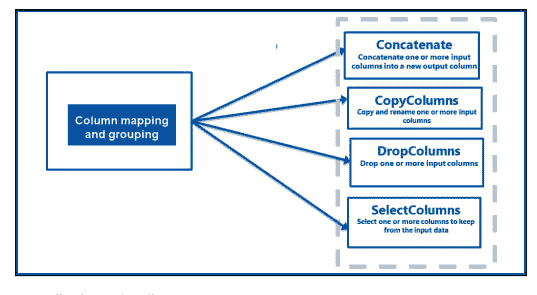 Column mapping
and grouping
Concatenate
Concatenate one or more input
columns into a new output column
CopyColumns
Copy and rename one or more input
columns
DropColumns
Drop one or more input columns
SelectColumns
Select one or more columns to keep
from the input data